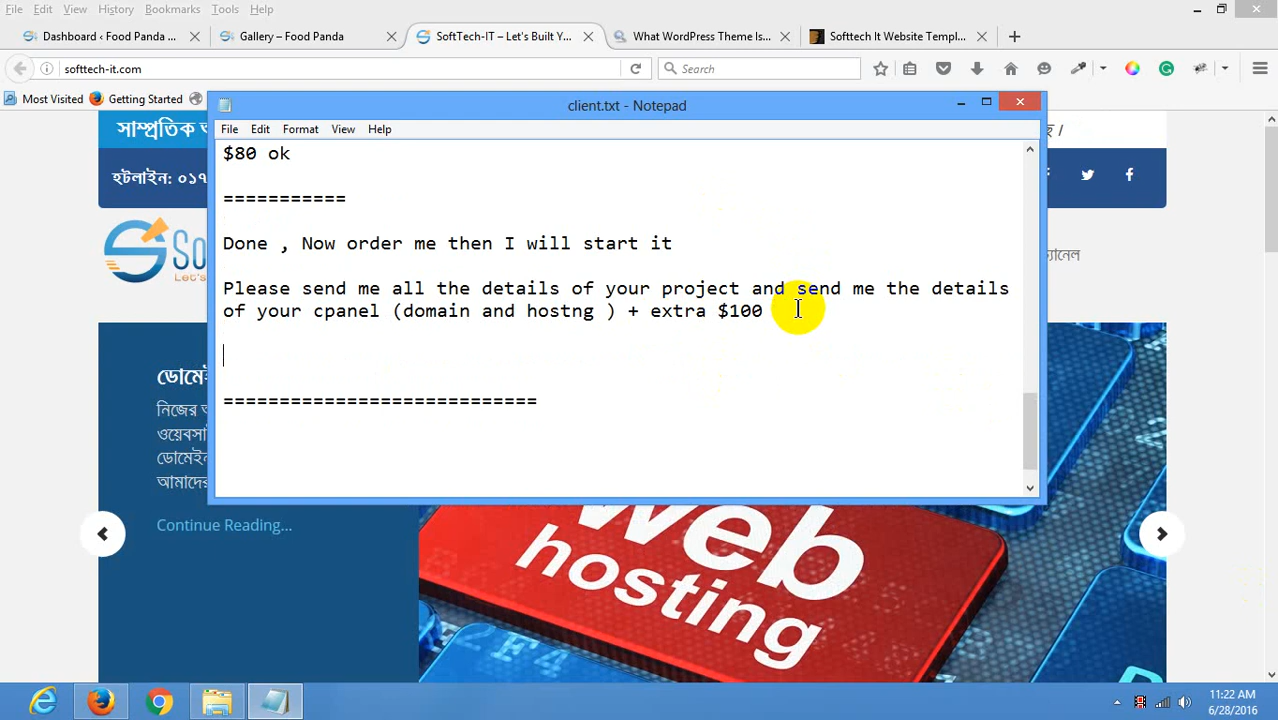 File Edit View History Bookmarks Tools Help
Dashboard ‹ Food Panda ...
Gallery – Food Panda
SoftTech-IT – Let's Built Y...
What WordPress Theme Is...
Softtech It Website Templ...
softtech-it.com
Search
Most Visited
Getting Started
client.txt - Notepad
সাম্প্রতিক
File Edit Format View Help
$80 ok
হটলাইন: ০১৭
===========
Done , Now order me then I will start it
So
Let's
Please send me all the details of your project and send me the details
of your cpanel (domain and hostng ) + extra $100
নিজের
===========================
আমাদের
Continue Reading...
web
hosting
11:22 AM
6/28/2016